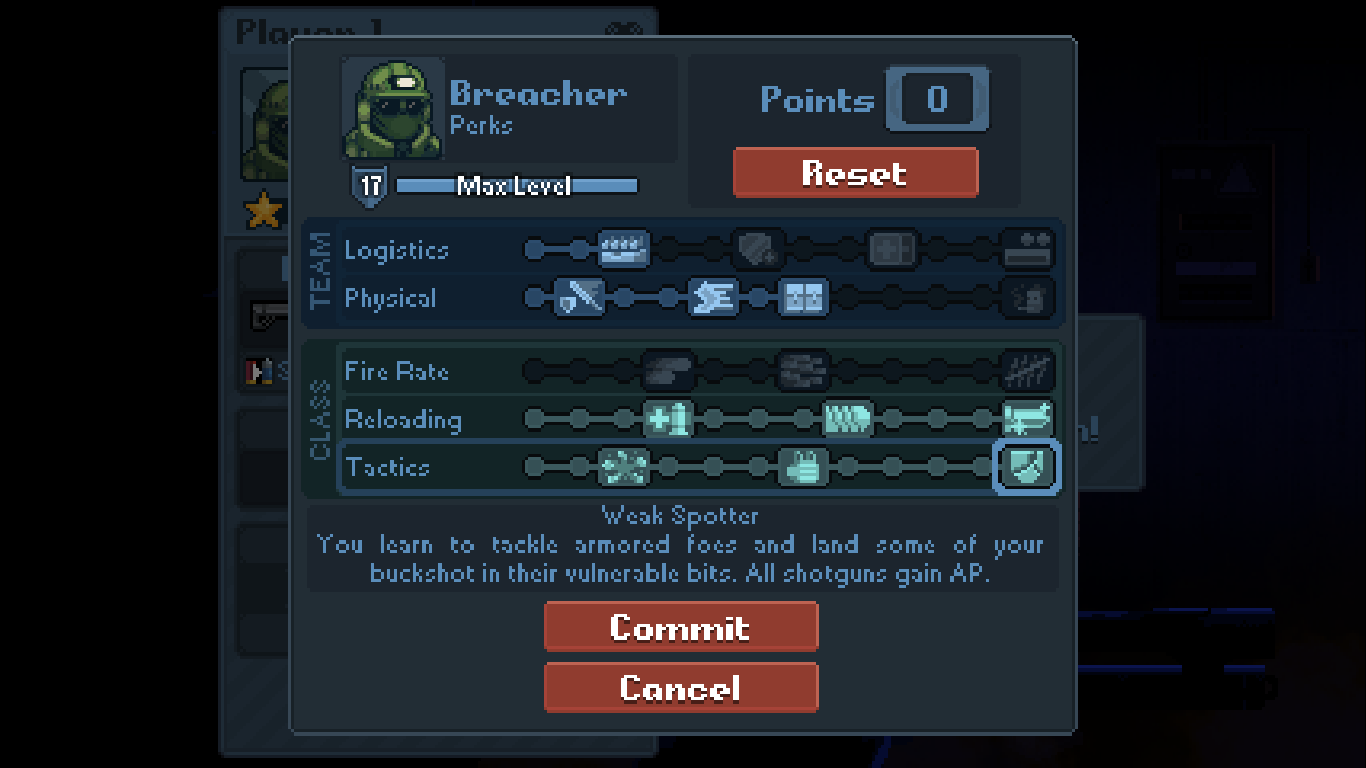 Player 1
Breacher
Perks
Points 0
17 Max Level
Reset
TEAM
Logistics
Physical
CLASS
Fire Rate
Reloading
Tactics
Weak Spotter
You learn to tackle armored foes and land some of your
buckshot in their vulnerable bits. All shotguns gain AP.
Commit
Cancel